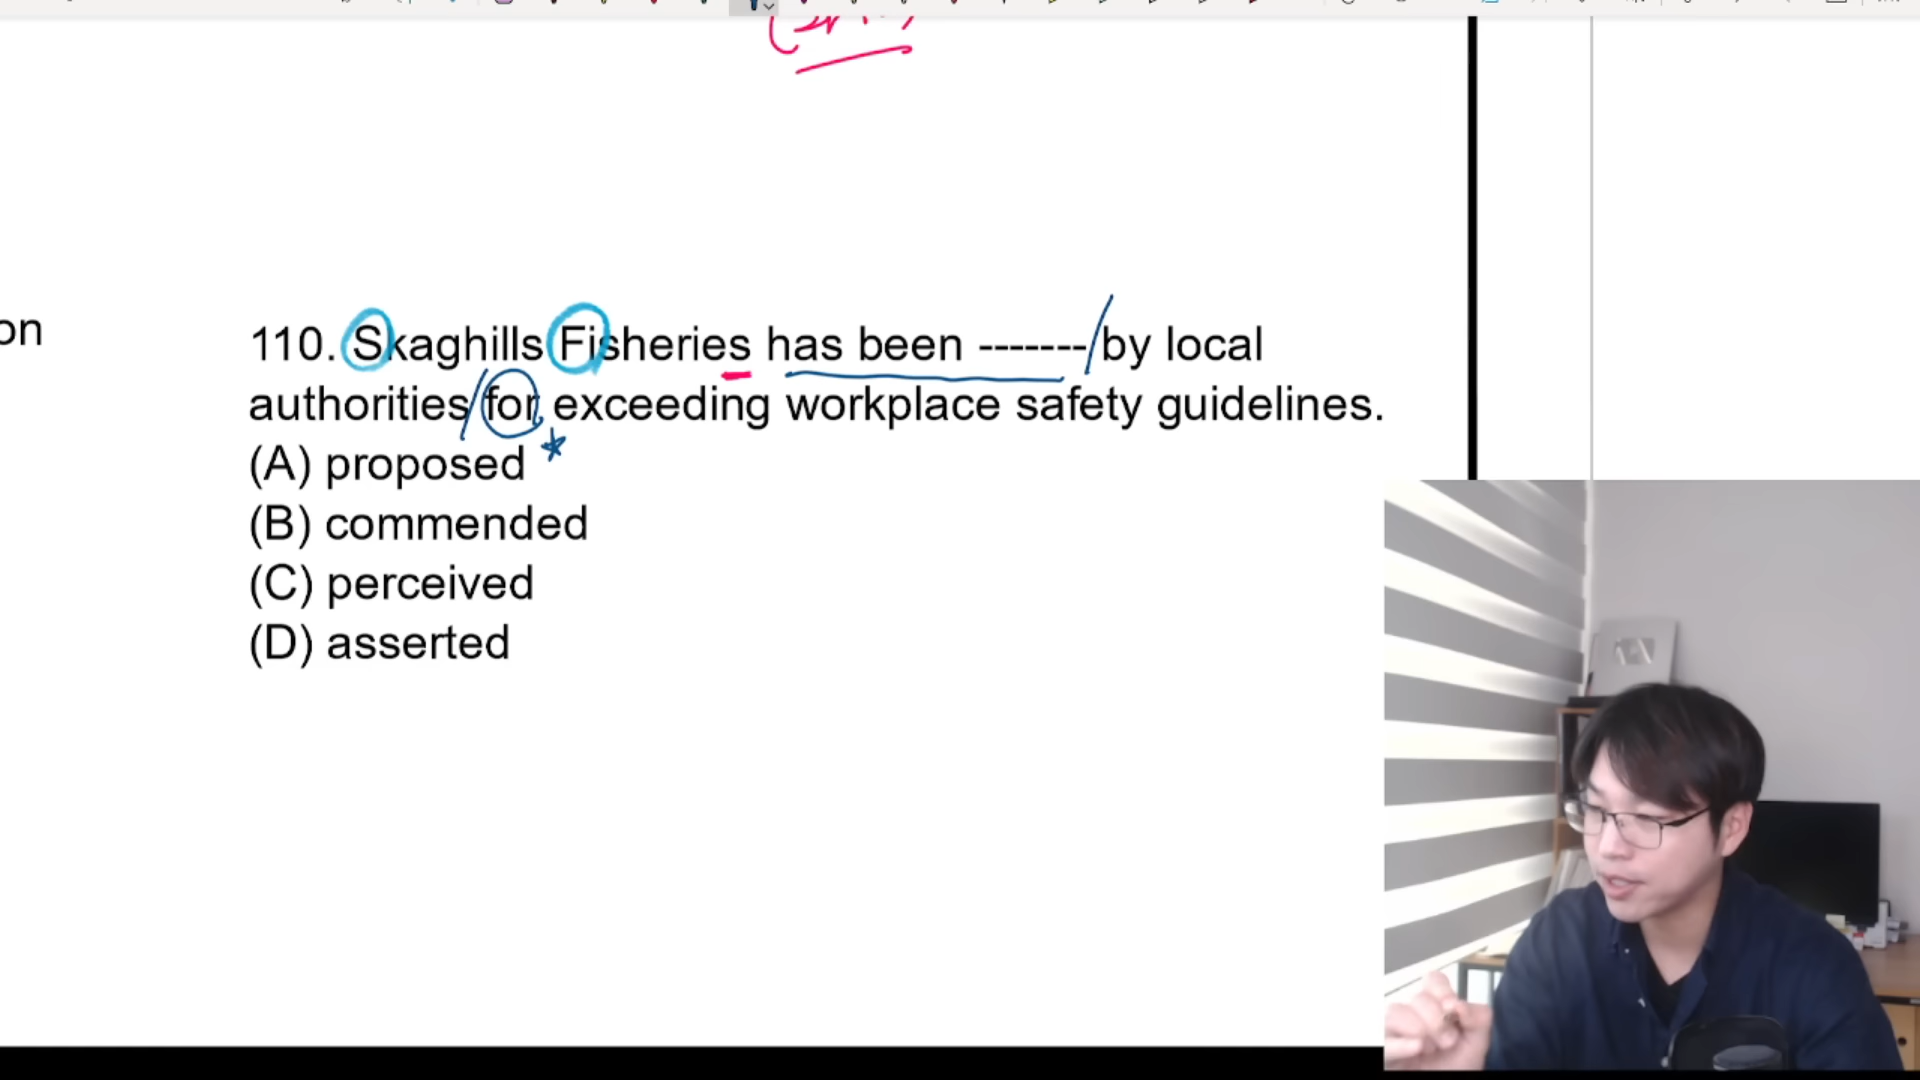 on
110. Skaghills Fisheries has been ------- by local
authorities for exceeding workplace safety guidelines.
(A) proposed
(B) commended
(C) perceived
(D) asserted